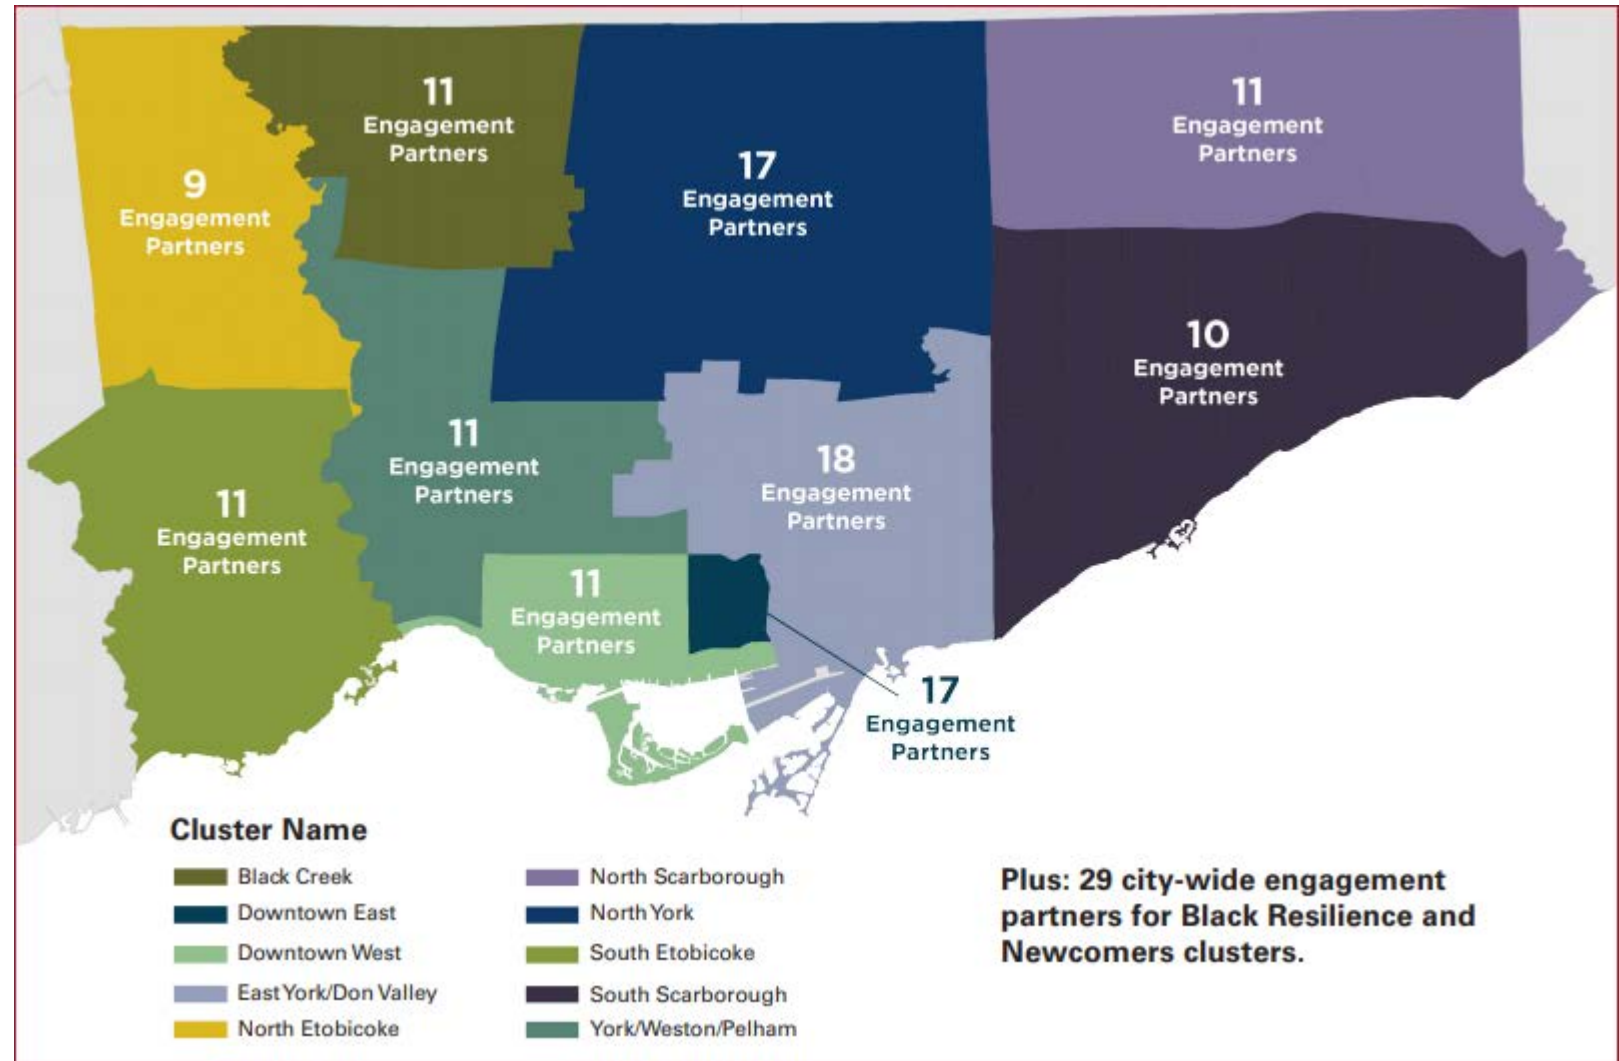 11
Engagement
Partners
11
Engagement
Partners
17
Engagement
Partners
9
Engagement
Partners
10
Engagement
Partners
11
Engagement
Partners
18
Engagement
Partners
11
Engagement
Partners
11
Engagement
Partners
17
Engagement
Partners
Cluster Name
Black Creek
Downtown East
Downtown West
East York/Don Valley
North Etobicoke
North Scarborough
North York
South Etobicoke
South Scarborough
York/Weston/Pelham
Plus: 29 city-wide engagement
partners for Black Resilience and
Newcomers clusters.